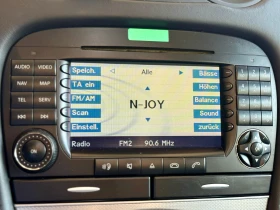 AUDIO VIDEO
NAV MAP
TEL SERV
Speich. ◁ Alle ▷ Bässe
TA ein Höhen
FM/AM Balance
N-JOY
Scan Sound
Einstell. zurück
Radio FM2 90.6 MHz